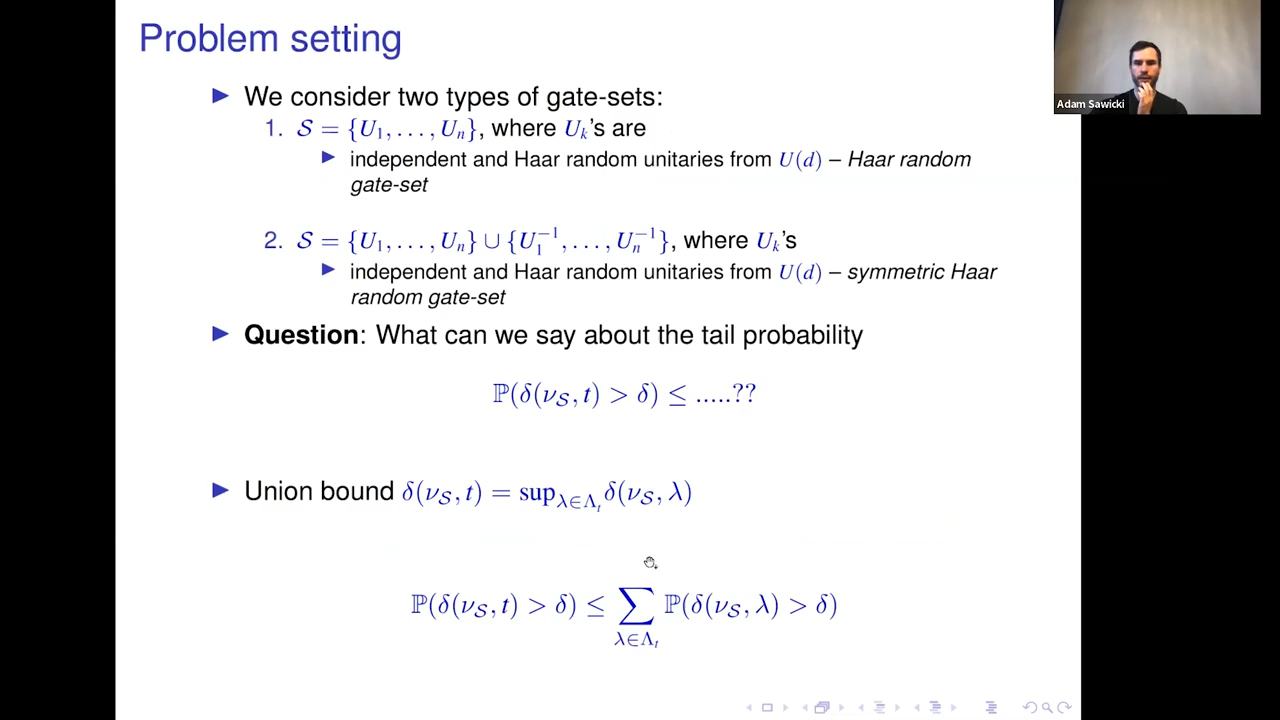 Problem setting
▶ We consider two types of gate-sets:
1. 𝒮 = {U₁, . . . , Uₙ}, where Uₖ's are
▶ independent and Haar random unitaries from U(d) – Haar random
gate-set
2. 𝒮 = {U₁, . . . , Uₙ} ∪ {U₁⁻¹, . . . , Uₙ⁻¹}, where Uₖ's
▶ independent and Haar random unitaries from U(d) – symmetric Haar
random gate-set
▶ Question: What can we say about the tail probability
ℙ(δ(ν_𝒮, t) > δ) ≤ .....??
▶ Union bound δ(ν_𝒮, t) = sup_{λ∈Λ_t} δ(ν_𝒮, λ)
ℙ(δ(ν_𝒮, t) > δ) ≤ ∑_{λ∈Λ_t} ℙ(δ(ν_𝒮, λ) > δ)
Adam Sawicki